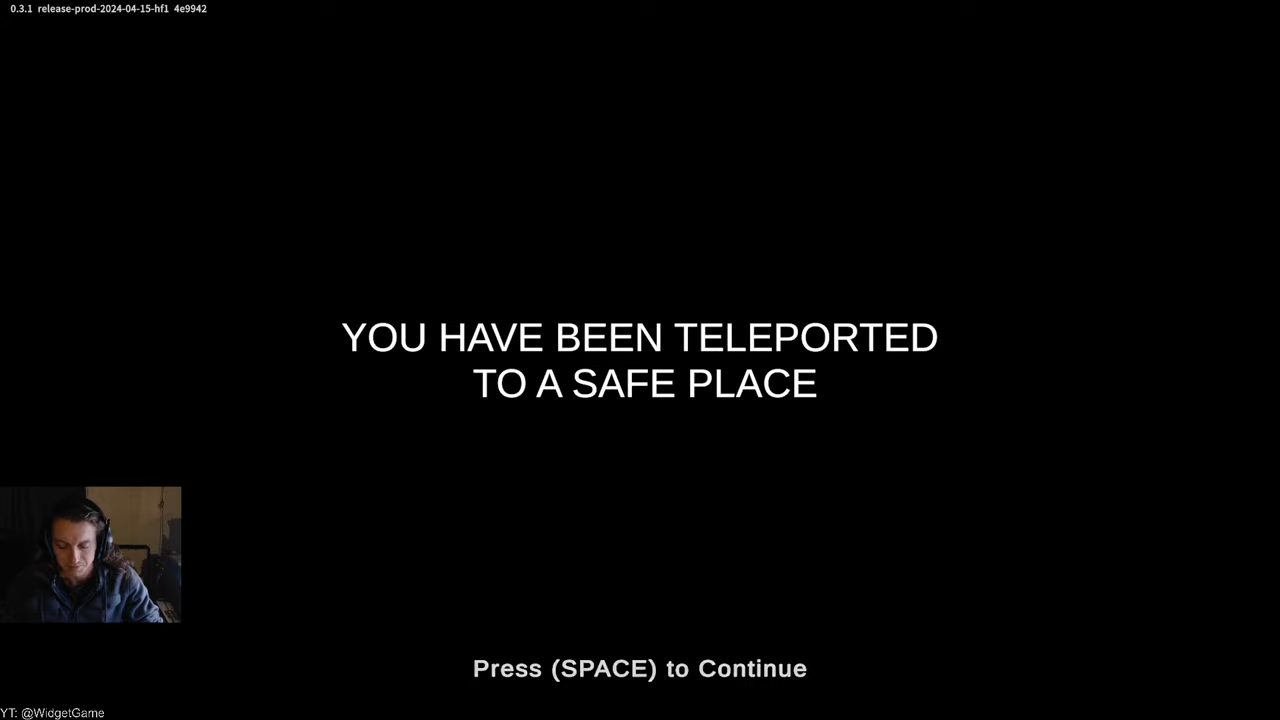 0.3.1 release-prod-2024-04-15-hf1 4e9942
YOU HAVE BEEN TELEPORTED
TO A SAFE PLACE
Press (SPACE) to Continue
YT: @WidgetGame